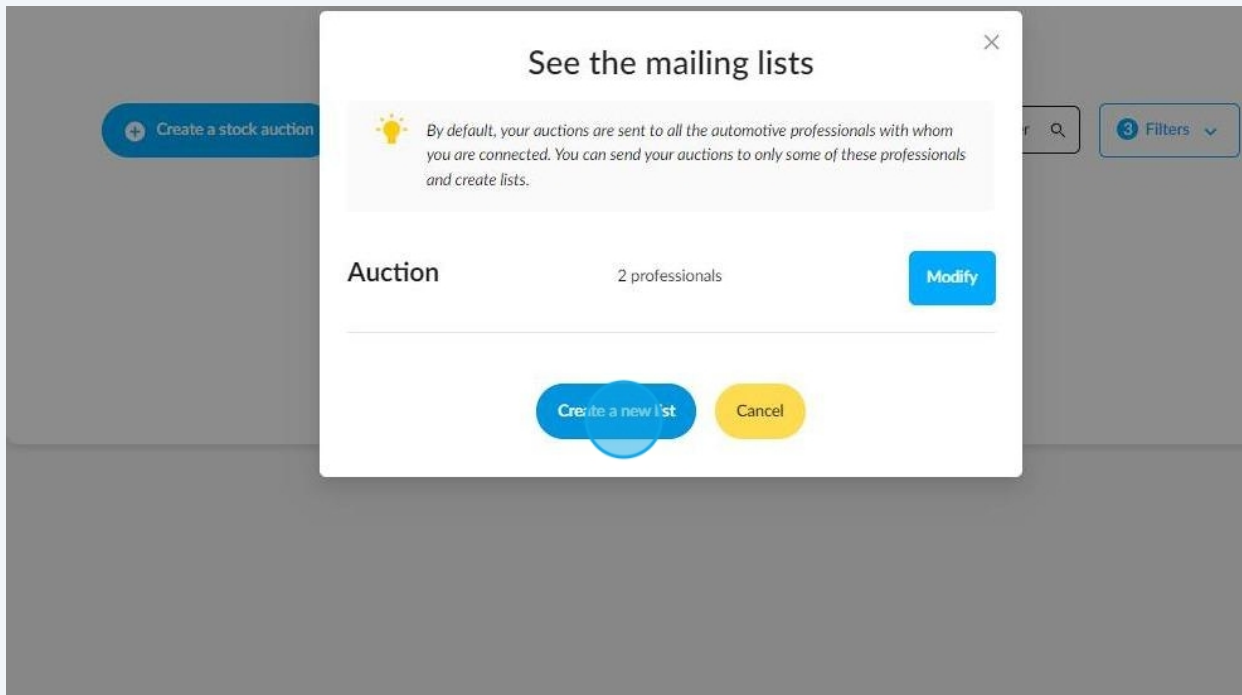 See the mailing lists
Create a stock auction
By default, your auctions are sent to all the automotive professionals with whom
you are connected. You can send your auctions to only some of these professionals
and create lists.
3 Filters
Auction
2 professionals
Modify
Create a new list
Cancel